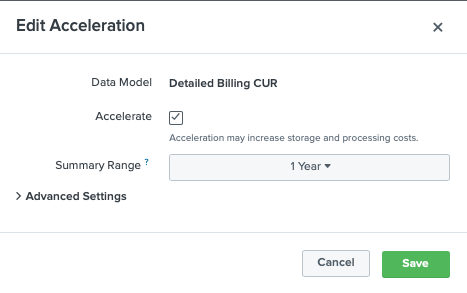 Edit Acceleration
Data Model Detailed Billing CUR
Accelerate
Acceleration may increase storage and processing costs.
Summary Range ? 1 Year
Advanced Settings
Cancel Save